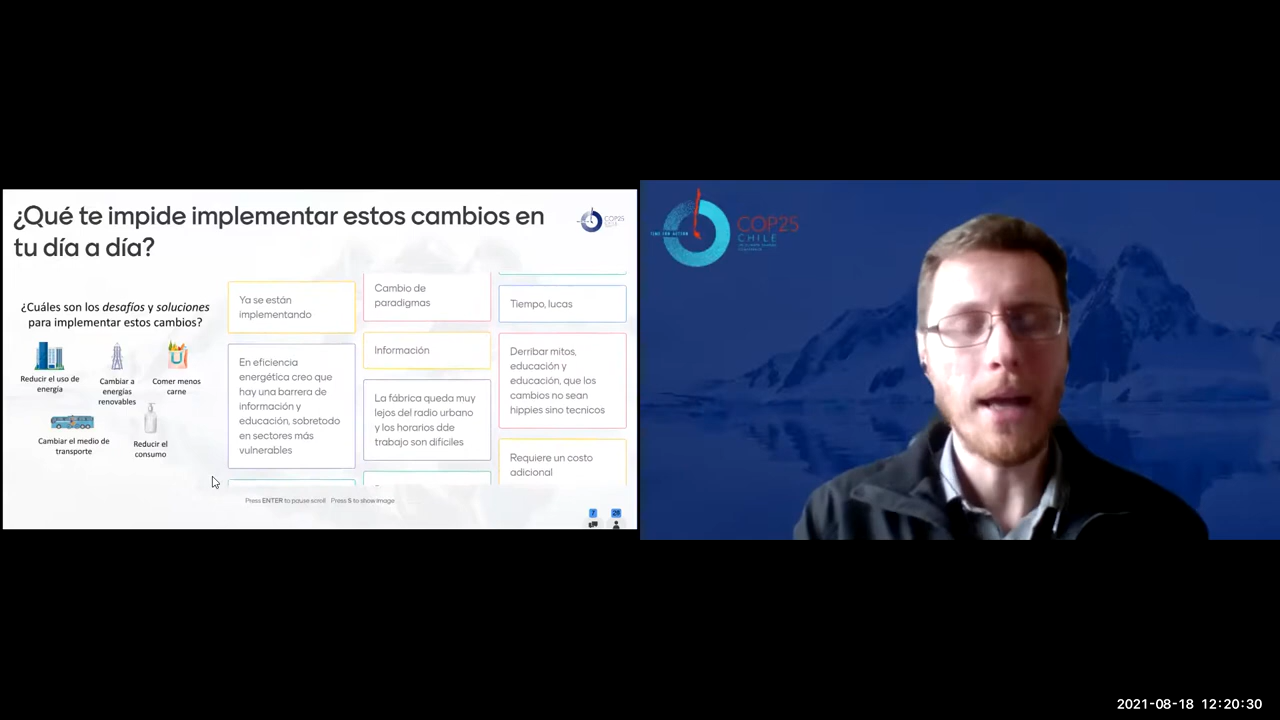 ¿Qué te impide implementar estos cambios en
tu día a día?
COP25
¿Cuáles son los desafíos y soluciones
para implementar estos cambios?
Reducir el uso de
energía
Cambiar a
energías
renovables
Comer menos
carne
Cambiar el medio de
transporte
Reducir el
consumo
Ya se están
implementando
En eficiencia
energética creo que
hay una barrera de
información y
educación, sobretodo
en sectores más
vulnerables
Cambio de
paradigmas
Información
La fábrica queda muy
lejos del radio urbano
y los horarios dde
trabajo son difíciles
Tiempo, lucas
Derribar mitos,
educación y
educación, que los
cambios no sean
hippies sino tecnicos
Requiere un costo
adicional
Press ENTER to pause scroll Press S to show image
7
28
TIME FOR ACTION
COP25
CHILE
2021-08-18 12:20:30